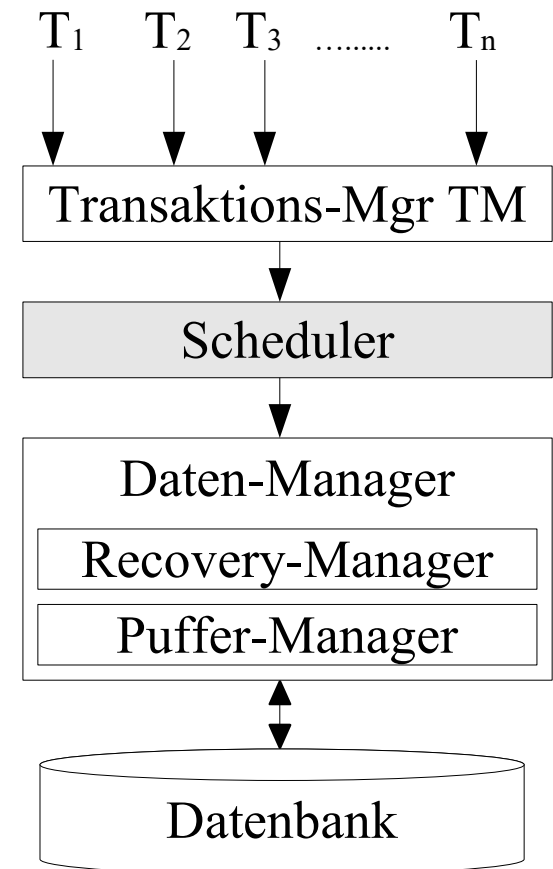 T₁ T₂ T₃ ........ Tₙ
Transaktions-Mgr TM
Scheduler
Daten-Manager
Recovery-Manager
Puffer-Manager
Datenbank